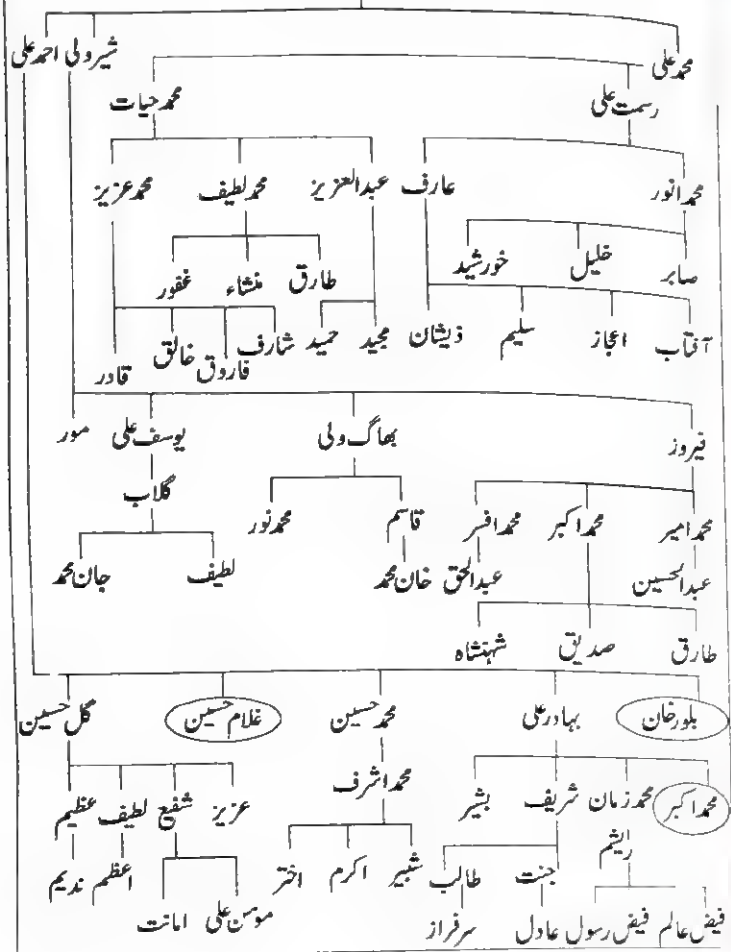 محمد علی شیر ولی احمد علی
رسمت علی محمد حیات
محمد انور عارف عبدالعزیز محمد لطیف محمد عزیز
صابر خلیل خورشید طارق منشاء غفور
آفتاب اعجاز سلیم ذیشان مجید حمید شارف فاروق خالق قادر
فیروز بھاگ ولی یوسف علی مور
گلاب
محمد امیر محمد اکبر محمد افسر قاسم محمد نور
عبدالحسین عبدالحق خان محمد لطیف جان محمد
طارق صدیق شہنشاہ
بلور خان بہادر علی محمد حسین غلام حسین گل حسین
محمد اکبر محمد زمان شریف بشیر محمد اشرف عزیز شفیع لطیف عظیم
ریشم جنت طالب شبیر اکرم اختر مومن علی امانت اعظم ندیم
فیض عالم فیض رسول عادل سرفراز